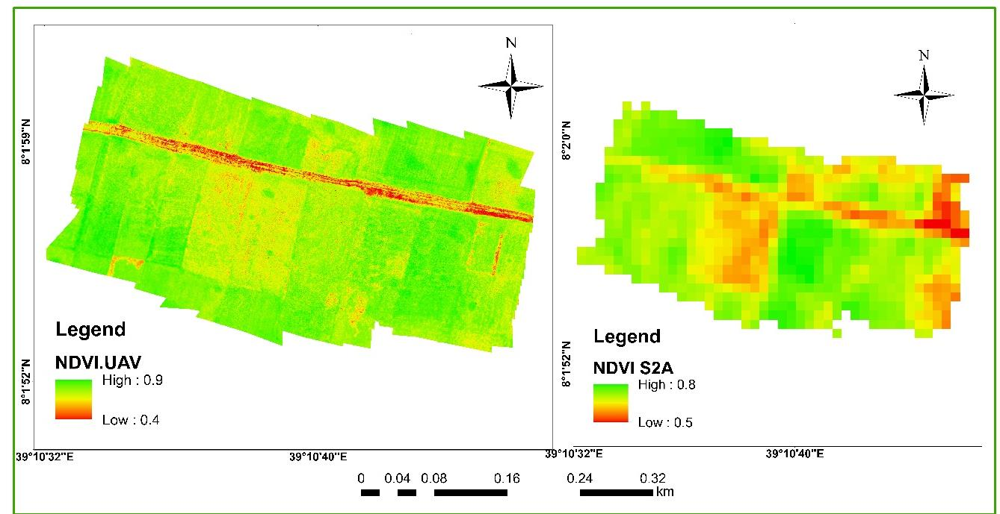 N
8°1'59"N
8°1'52"N
Legend
NDVI.UAV
High : 0.9
Low : 0.4
39°10'32"E
39°10'40"E
N
8°2'0"N
8°1'52"N
Legend
NDVI S2A
High : 0.8
Low : 0.5
39°10'32"E
39°10'40"E
0 0.04 0.08 0.16 0.24 0.32
km